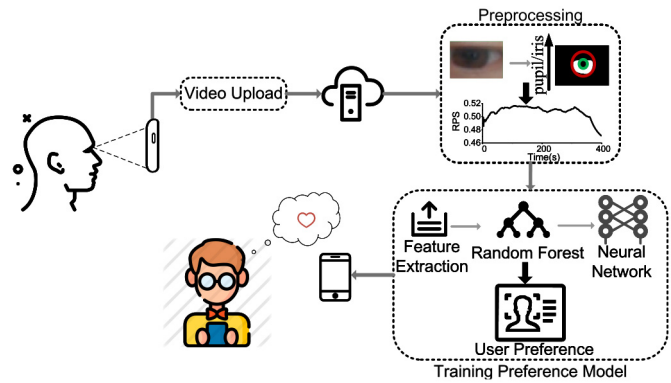 Preprocessing
Video Upload
pupil/iris
0.52
0.50
0.48
0.46
RPS
0
200
400
Time(s)
Feature
Extraction
Random Forest
Neural
Network
User Preference
Training Preference Model